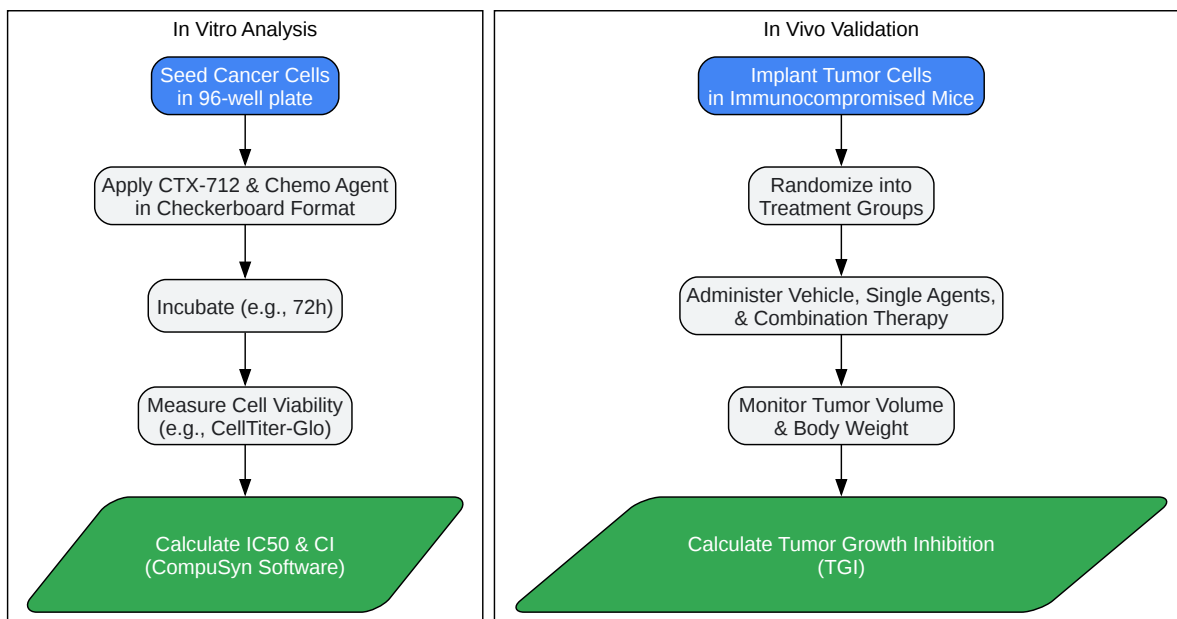 In Vitro Analysis
Seed Cancer Cells
in 96-well plate
Apply CTX-712 & Chemo Agent
in Checkerboard Format
Incubate (e.g., 72h)
Measure Cell Viability
(e.g., CellTiter-Glo)
Calculate IC50 & CI
(CompuSyn Software)
In Vivo Validation
Implant Tumor Cells
in Immunocompromised Mice
Randomize into
Treatment Groups
Administer Vehicle, Single Agents,
& Combination Therapy
Monitor Tumor Volume
& Body Weight
Calculate Tumor Growth Inhibition
(TGI)